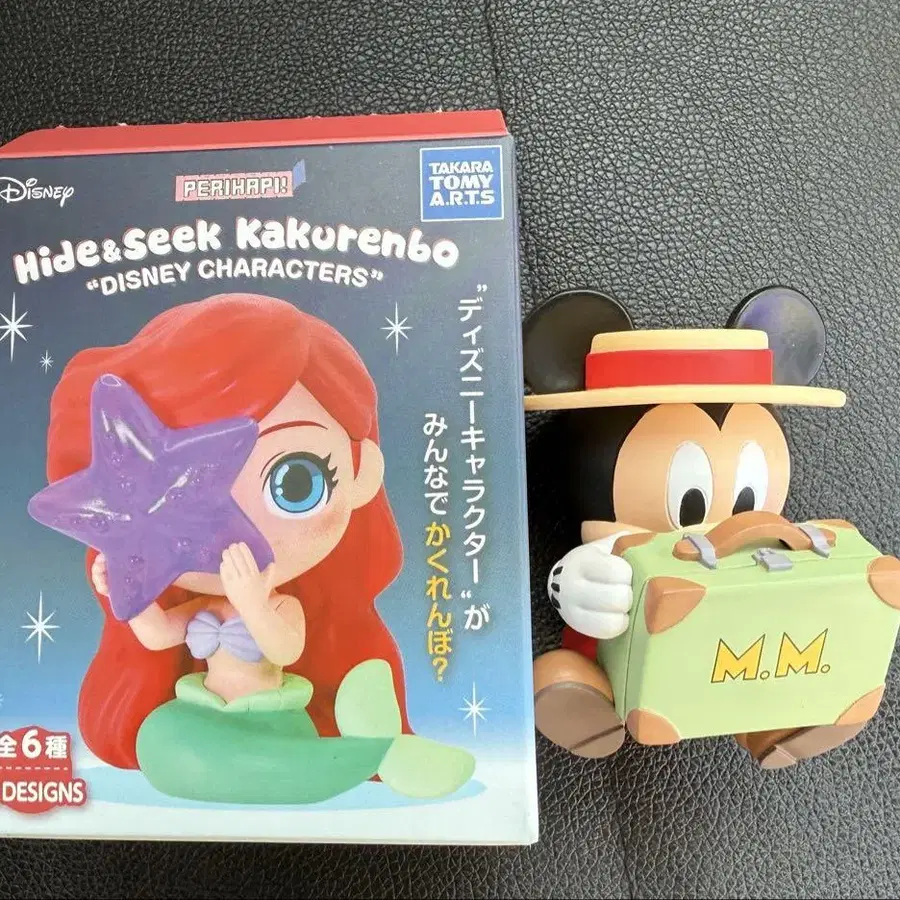 Disney
PERIHAPI!
TAKARA
TOMY
A.R.T.S
Hide&Seek Kakurenbo
"DISNEY CHARACTERS"
"ディズニーキャラクター"が
みんなでかくれんぼ?
全6種
DESIGNS
M.M.